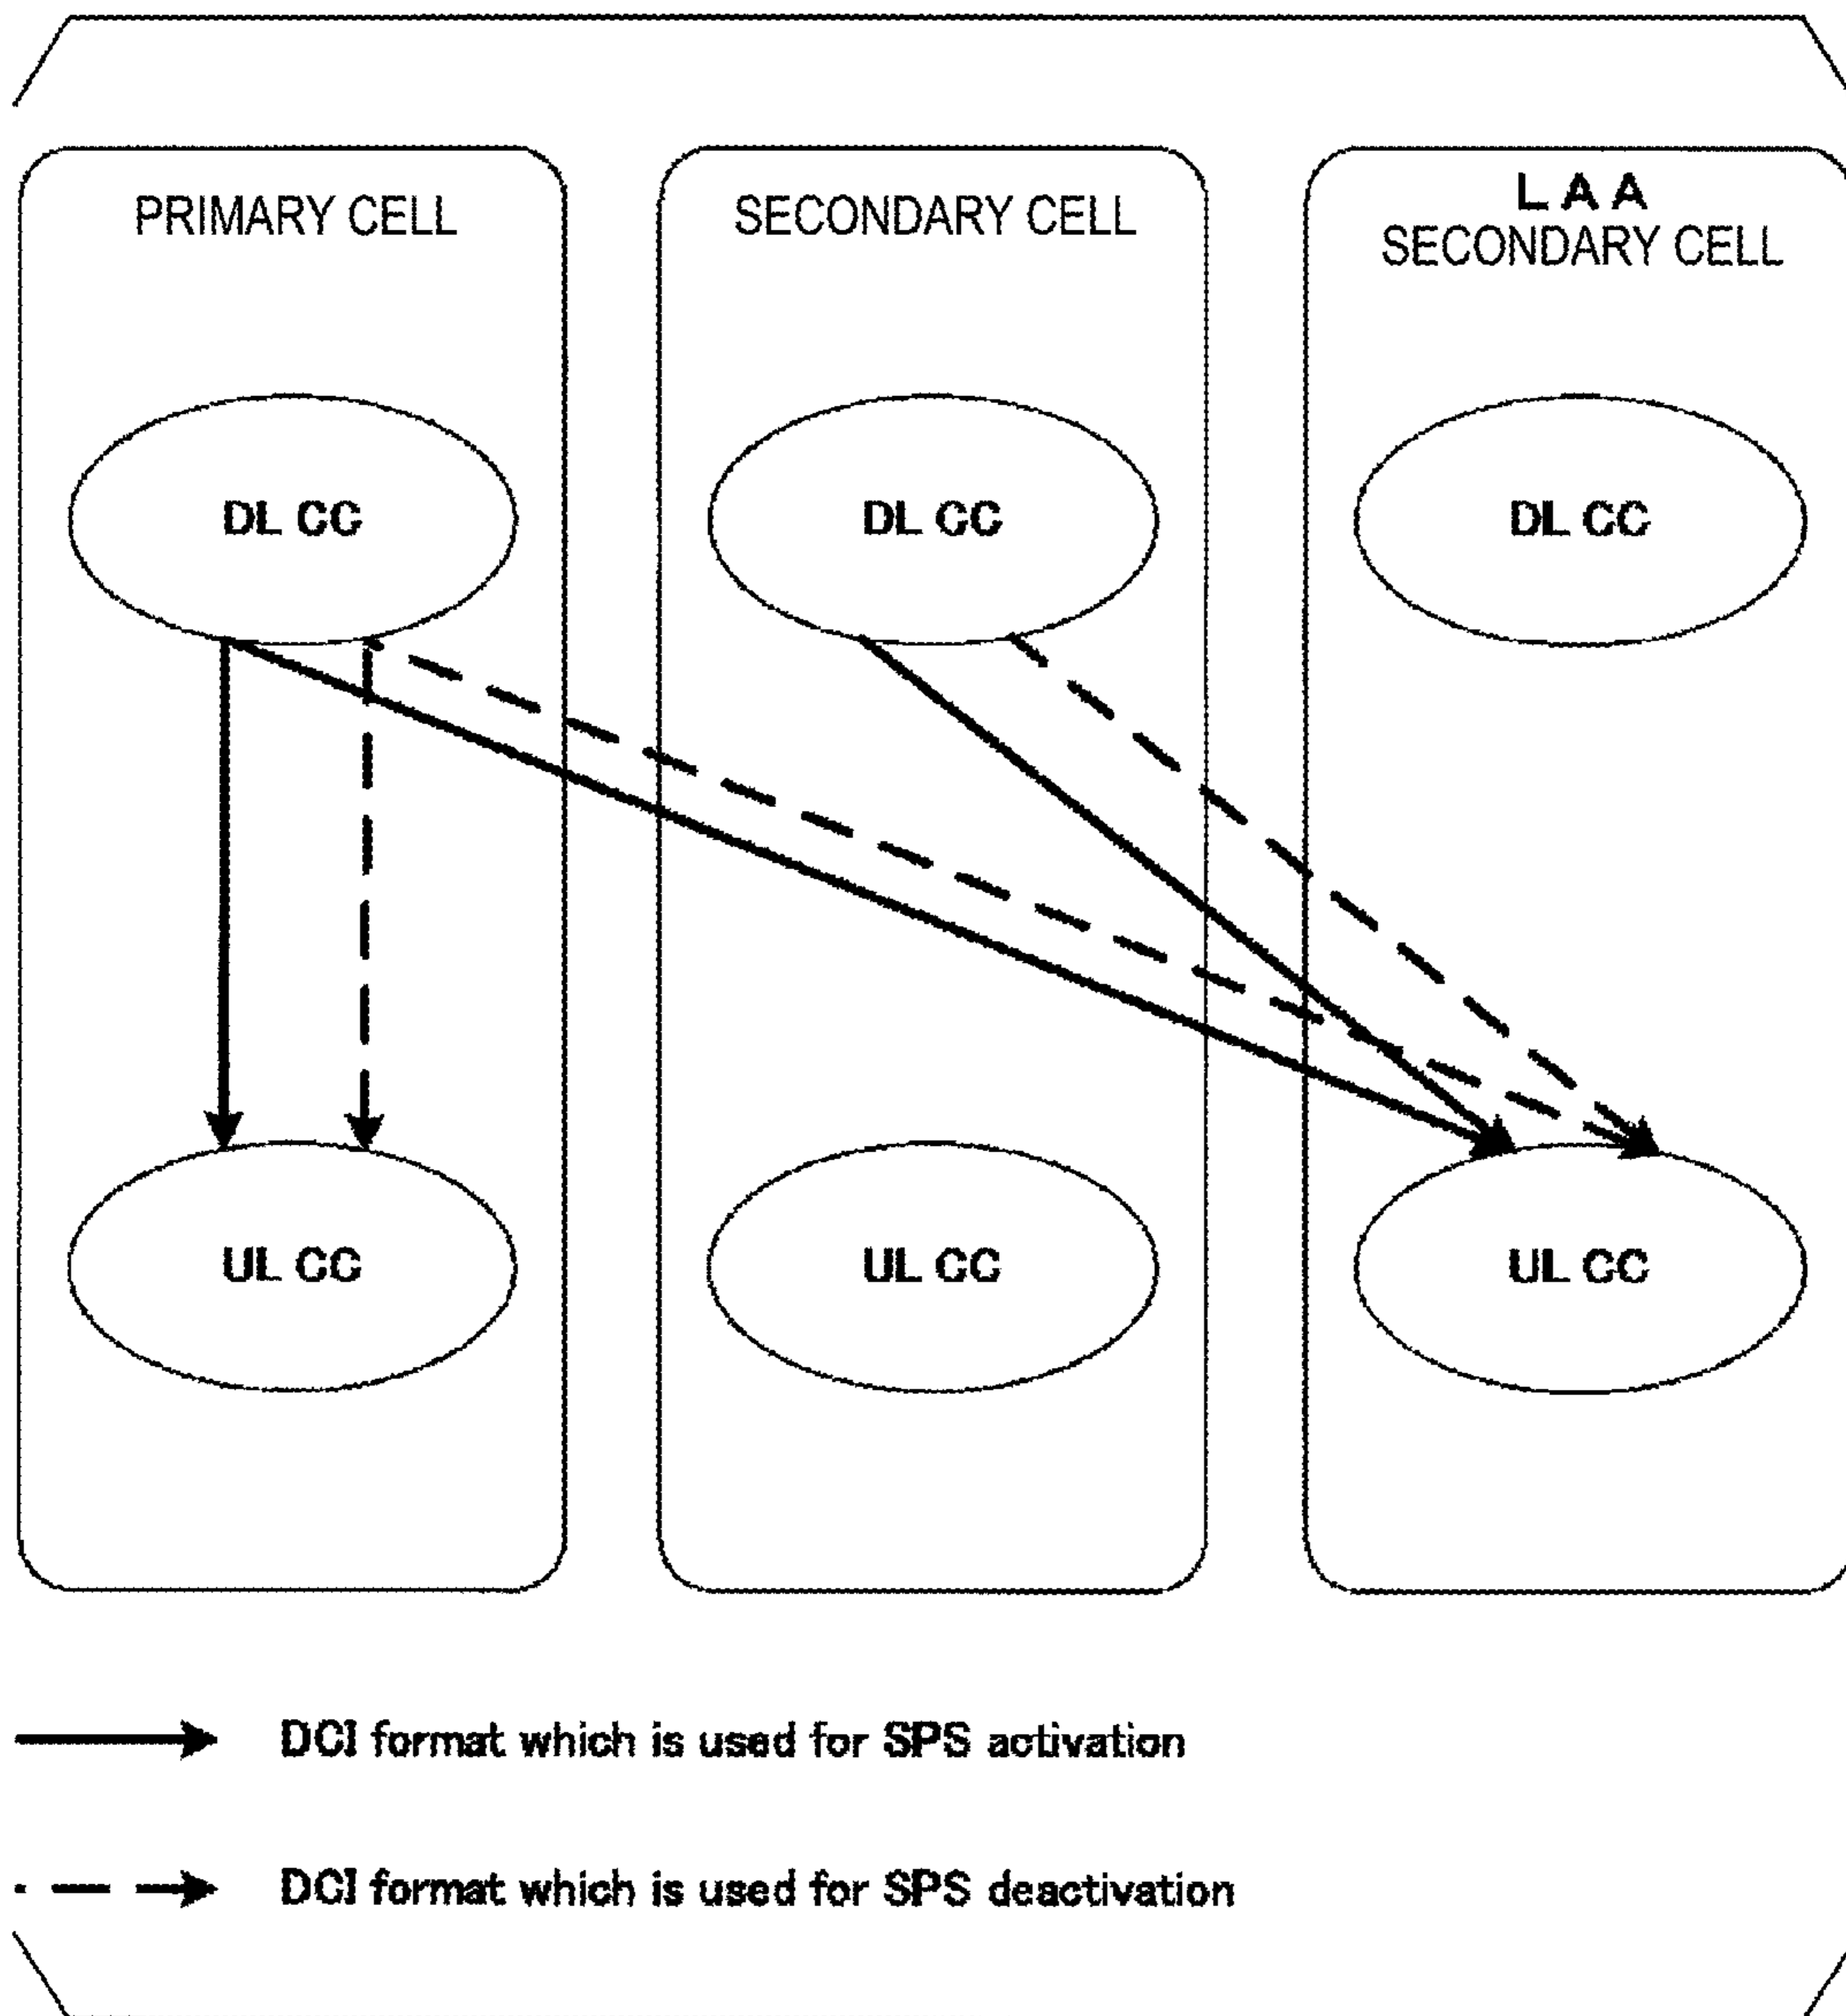 PRIMARY CELL
SECONDARY CELL
LAA
SECONDARY CELL
DL CC
DL CC
DL CC
UL CC
UL CC
UL CC
DCI format which is used for SPS activation
DCI format which is used for SPS deactivation